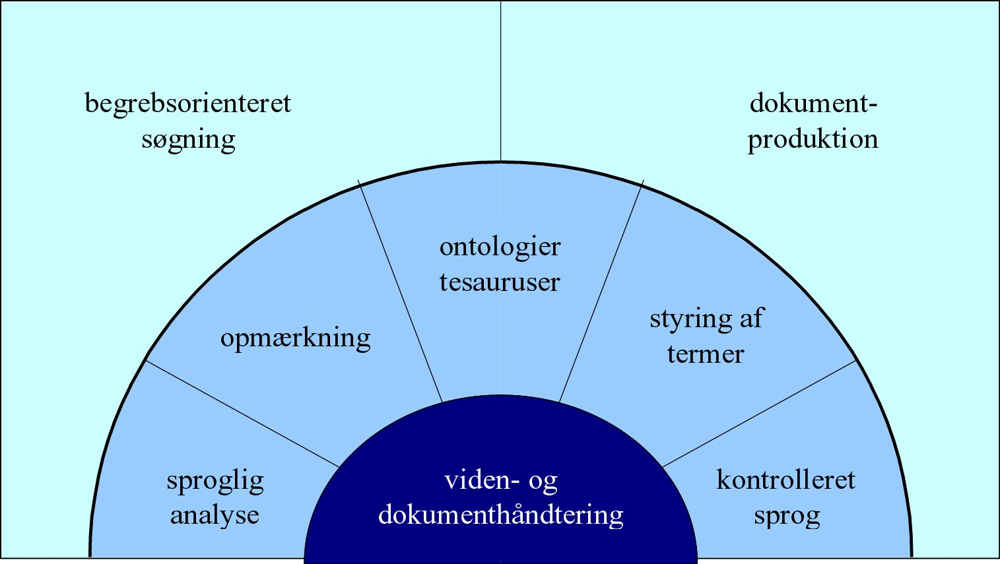 begrebsorienteret
søgning
dokument-
produktion
ontologier
tesauruser
opmærkning
styring af
termer
sproglig
analyse
viden- og
dokumenthåndtering
kontrolleret
sprog